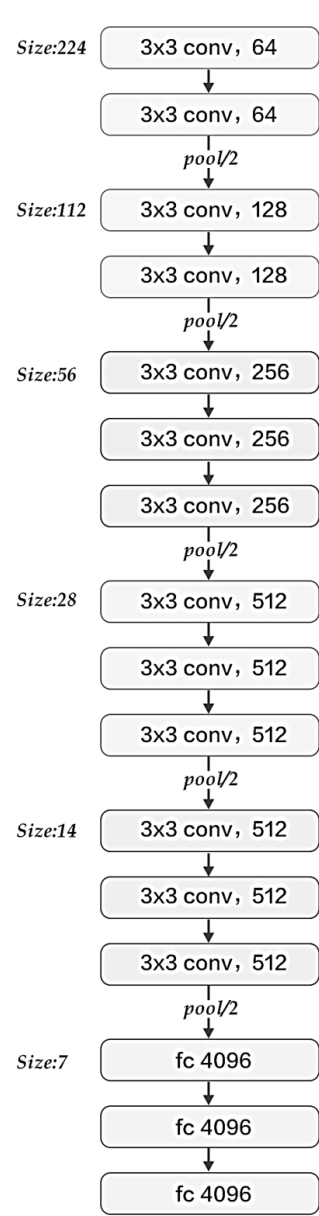 Size:224 3x3 conv, 64
3x3 conv, 64
pool/2
Size:112 3x3 conv, 128
3x3 conv, 128
pool/2
Size:56 3x3 conv, 256
3x3 conv, 256
3x3 conv, 256
pool/2
Size:28 3x3 conv, 512
3x3 conv, 512
3x3 conv, 512
pool/2
Size:14 3x3 conv, 512
3x3 conv, 512
3x3 conv, 512
pool/2
Size:7 fc 4096
fc 4096
fc 4096